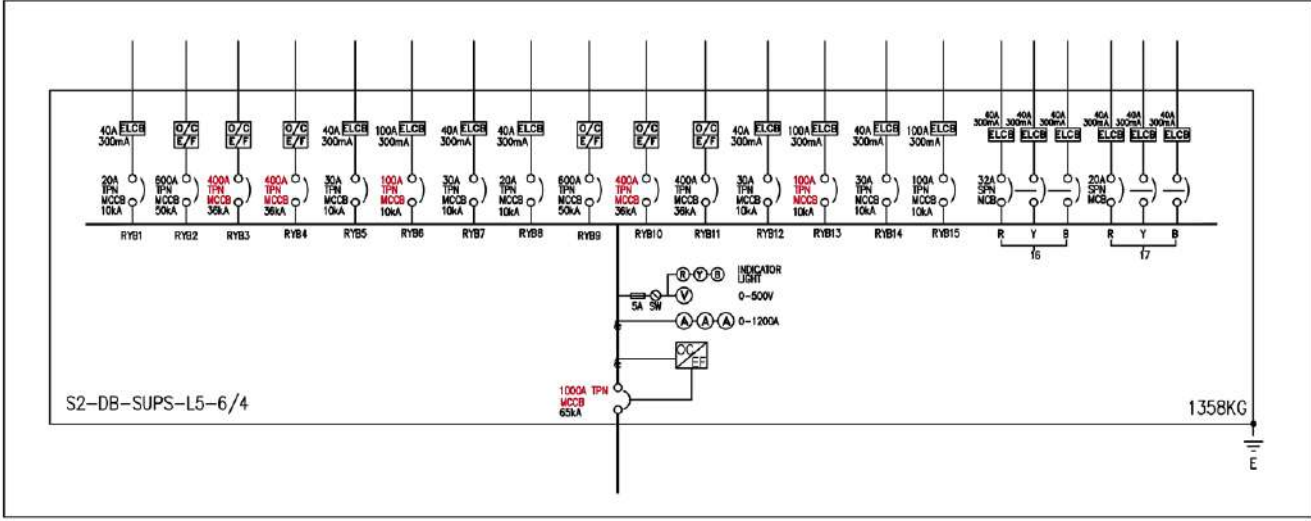 40A ELCB 300mA
O/C E/F
O/C E/F
O/C E/F
40A ELCB 300mA
100A ELCB 300mA
40A ELCB 300mA
40A ELCB 300mA
O/C E/F
O/C E/F
O/C E/F
40A ELCB 300mA
100A ELCB 300mA
40A ELCB 300mA
100A ELCB 300mA
40A 300mA ELCB
40A 300mA ELCB
40A 300mA ELCB
40A 300mA ELCB
40A 300mA ELCB
40A 300mA ELCB
20A TPN MCCB 10kA
600A TPN MCCB 50kA
400A TPN MCCB 36kA
400A TPN MCCB 36kA
30A TPN MCCB 10kA
100A TPN MCCB 10kA
30A TPN MCCB 10kA
20A TPN MCCB 10kA
600A TPN MCCB 50kA
400A TPN MCCB 36kA
400A TPN MCCB 36kA
30A TPN MCCB 10kA
100A TPN MCCB 10kA
30A TPN MCCB 10kA
100A TPN MCCB 10kA
32A SPN MCB
20A SPN MCB
RYB1 RYB2 RYB3 RYB4 RYB5 RYB6 RYB7 RYB8 RYB9 RYB10 RYB11 RYB12 RYB13 RYB14 RYB15 R Y B R Y B
16 17
R Y B INDICATOR LIGHT
5A SW V 0-500V
A A A 0-1200A
OC EF
1000A TPN
MCCB
65kA
S2-DB-SUPS-L5-6/4
1358KG
E